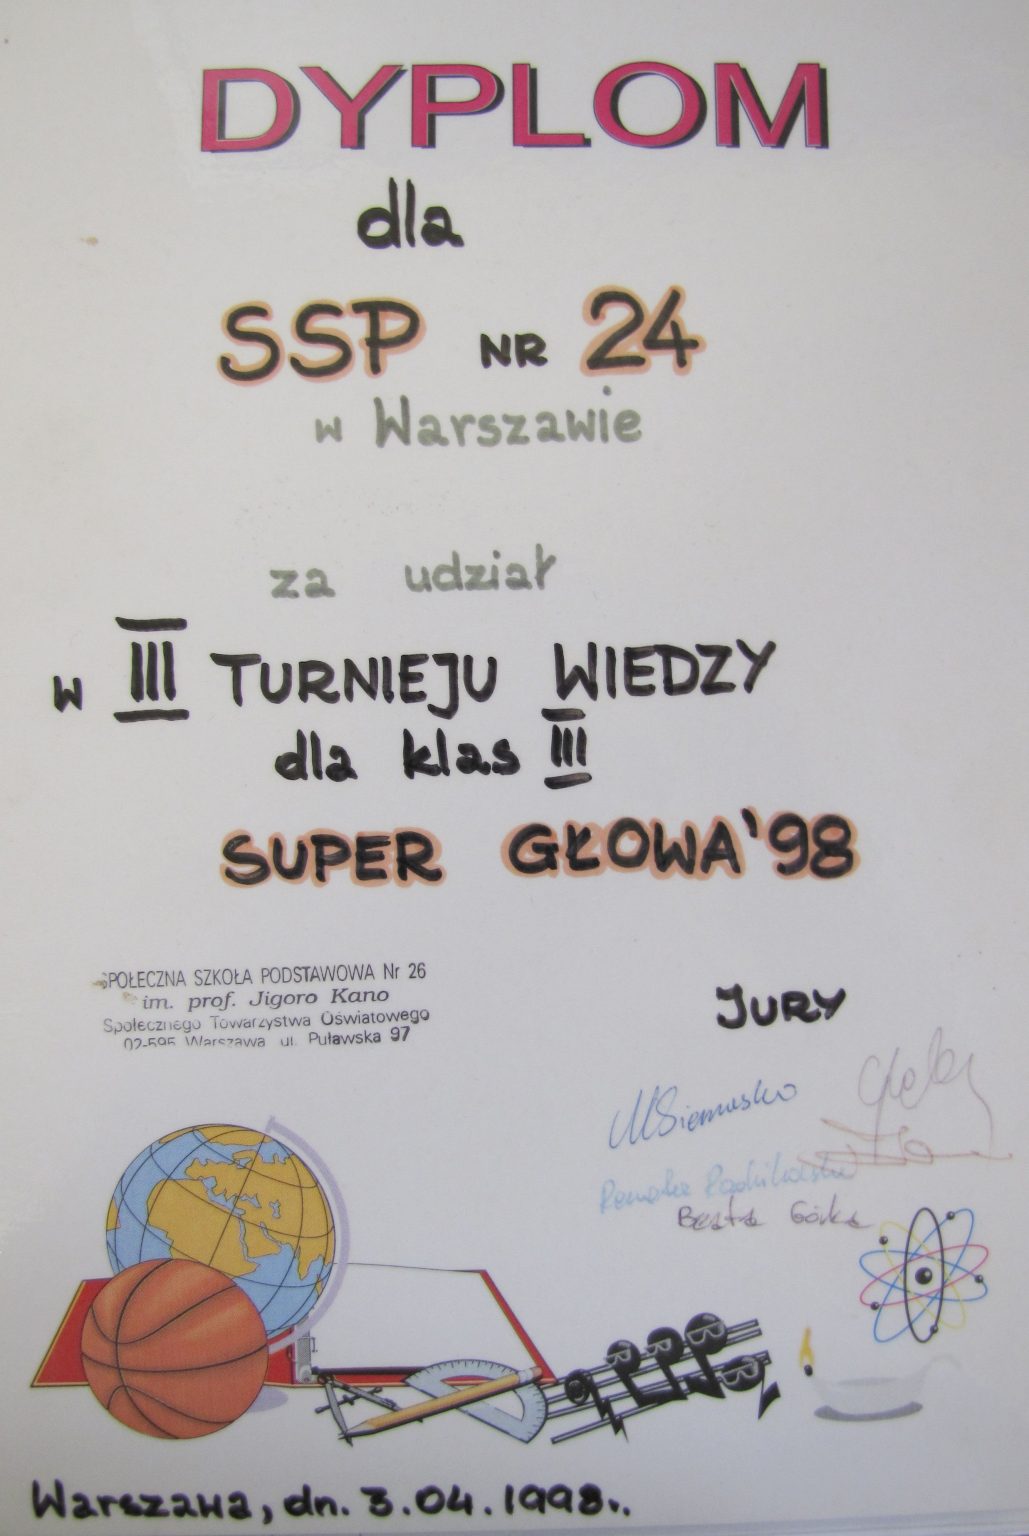 DYPLOM
dla
SSP NR 24
w Warszawie
za udział
w III TURNIEJU WIEDZY
dla klas III
SUPER GŁOWA '98
SPOŁECZNA SZKOŁA PODSTAWOWA Nr 26
im. prof. Jigoro Kano
Społecznego Towarzystwa Oświatowego
02-595 Warszawa ul. Puławska 97
JURY
Beata Górka
Warszawa, dn. 3.04.1998r.